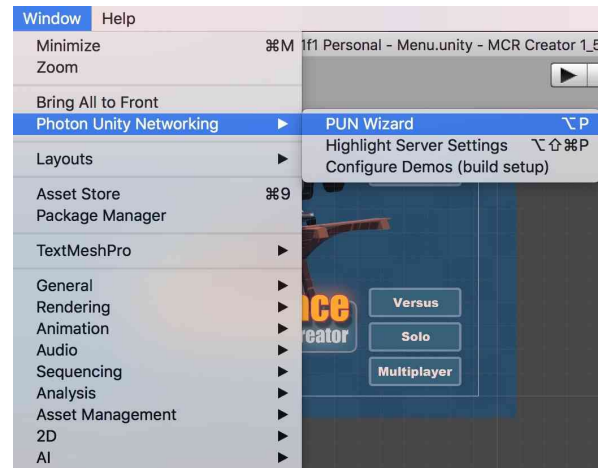 Window Help
Minimize ⌘M
Zoom
Bring All to Front
Photon Unity Networking ▶
Layouts ▶
Asset Store ⌘9
Package Manager
TextMeshPro ▶
General ▶
Rendering ▶
Animation ▶
Audio ▶
Sequencing ▶
Analysis ▶
Asset Management ▶
2D ▶
AI ▶
1f1 Personal - Menu.unity - MCR Creator 1_5
PUN Wizard ⌥P
Highlight Server Settings ⌥⇧⌘P
Configure Demos (build setup)
Versus
Solo
Multiplayer